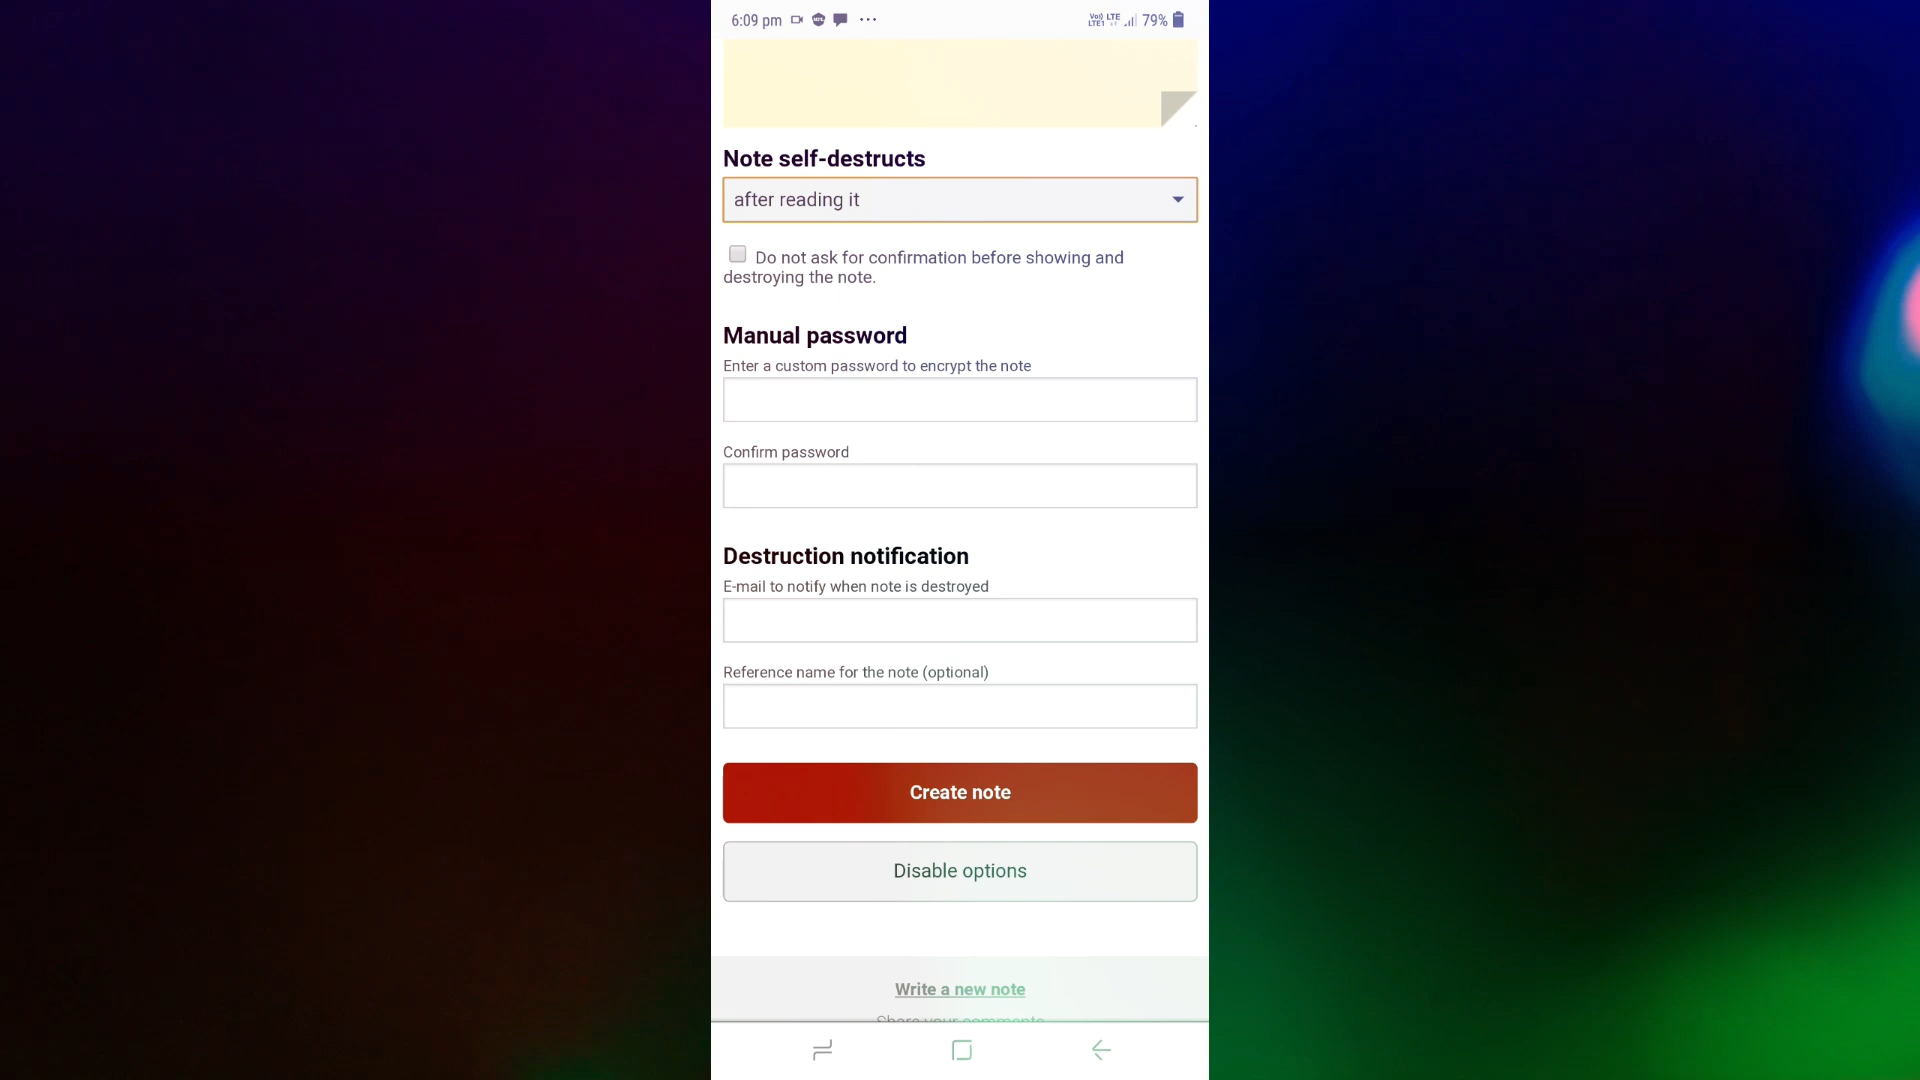 6:09 pm
79%
Note self-destructs
after reading it
Do not ask for confirmation before showing and
destroying the note.
Manual password
Enter a custom password to encrypt the note
Confirm password
Destruction notification
E-mail to notify when note is destroyed
Reference name for the note (optional)
Create note
Disable options
Write a new note
Share your comments